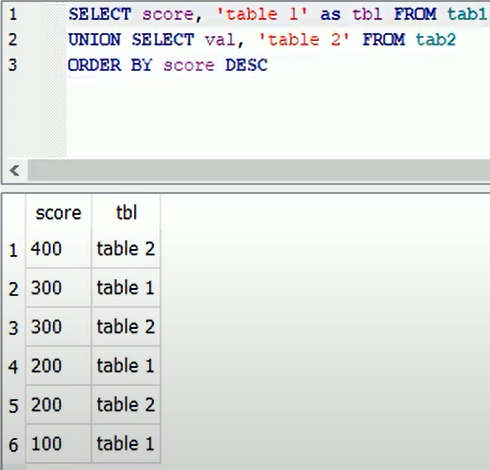 1 SELECT score, 'table 1' as tbl FROM tab1
2 UNION SELECT val, 'table 2' FROM tab2
3 ORDER BY score DESC
<
score tbl
1 400 table 2
2 300 table 1
3 300 table 2
4 200 table 1
5 200 table 2
6 100 table 1